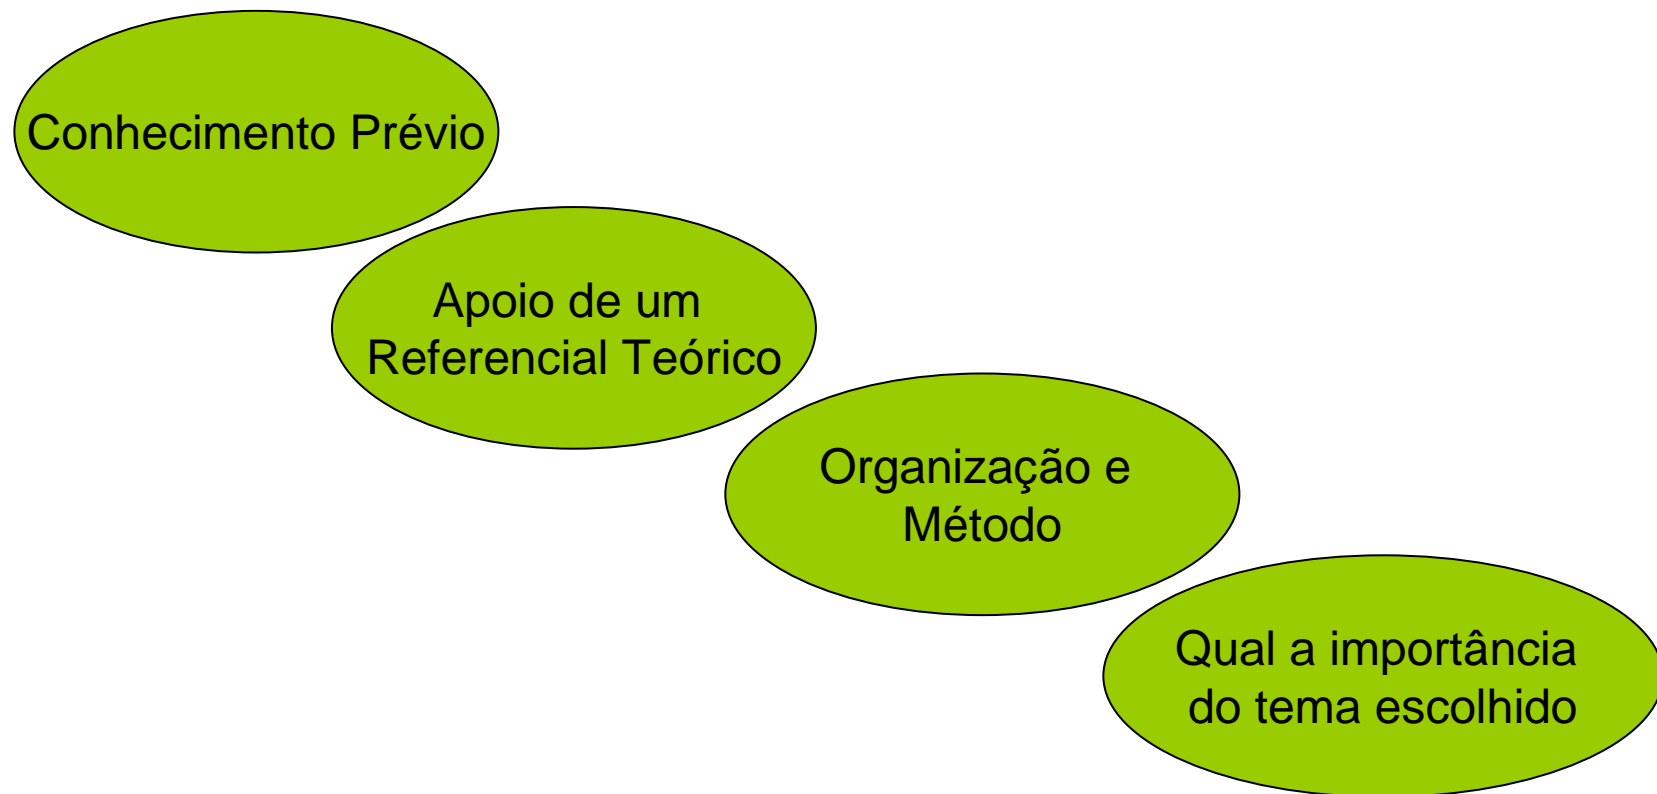 Conhecimento Prévio
Apoio de um
Referencial Teórico
Organização e
Método
Qual a importância
do tema escolhido